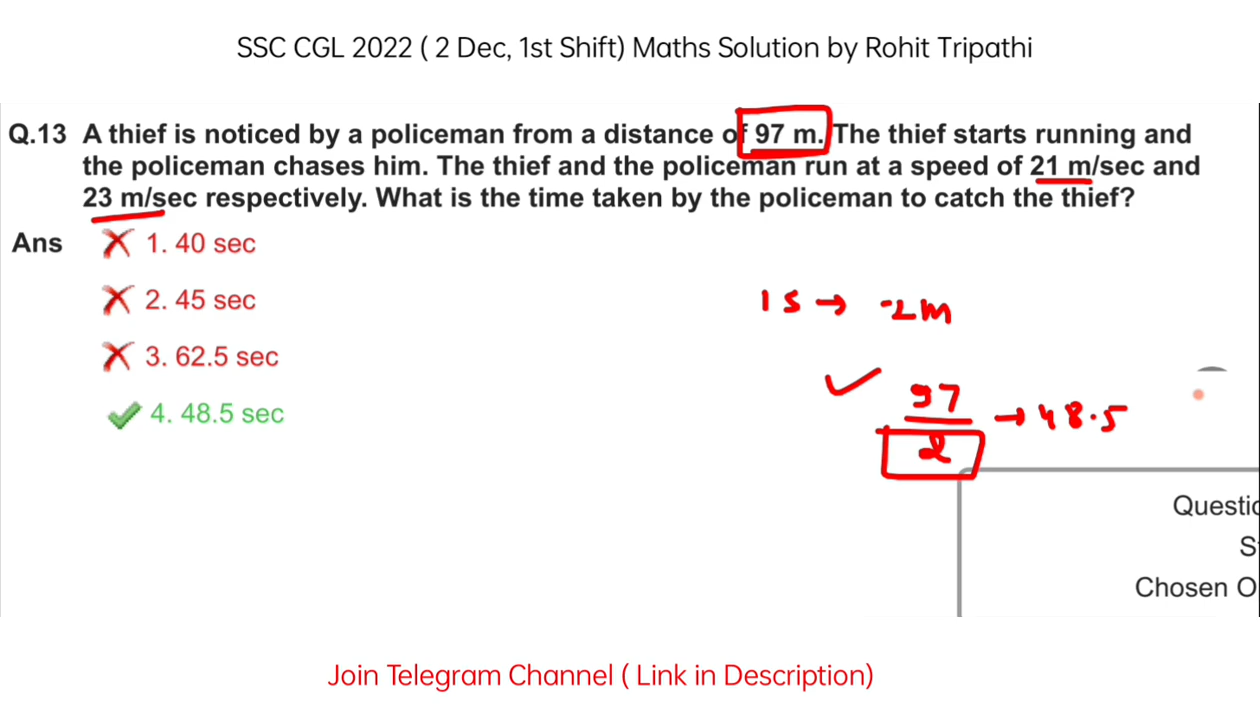 SSC CGL 2022 ( 2 Dec, 1st Shift) Maths Solution by Rohit Tripathi
Q.13 A thief is noticed by a policeman from a distance of 97 m. The thief starts running and
the policeman chases him. The thief and the policeman run at a speed of 21 m/sec and
23 m/sec respectively. What is the time taken by the policeman to catch the thief?
Ans 1. 40 sec
2. 45 sec
1 S → 2m
3. 62.5 sec
97
4. 48.5 sec
→ 48.5
2
Questio
S
Chosen O
Join Telegram Channel ( Link in Description)